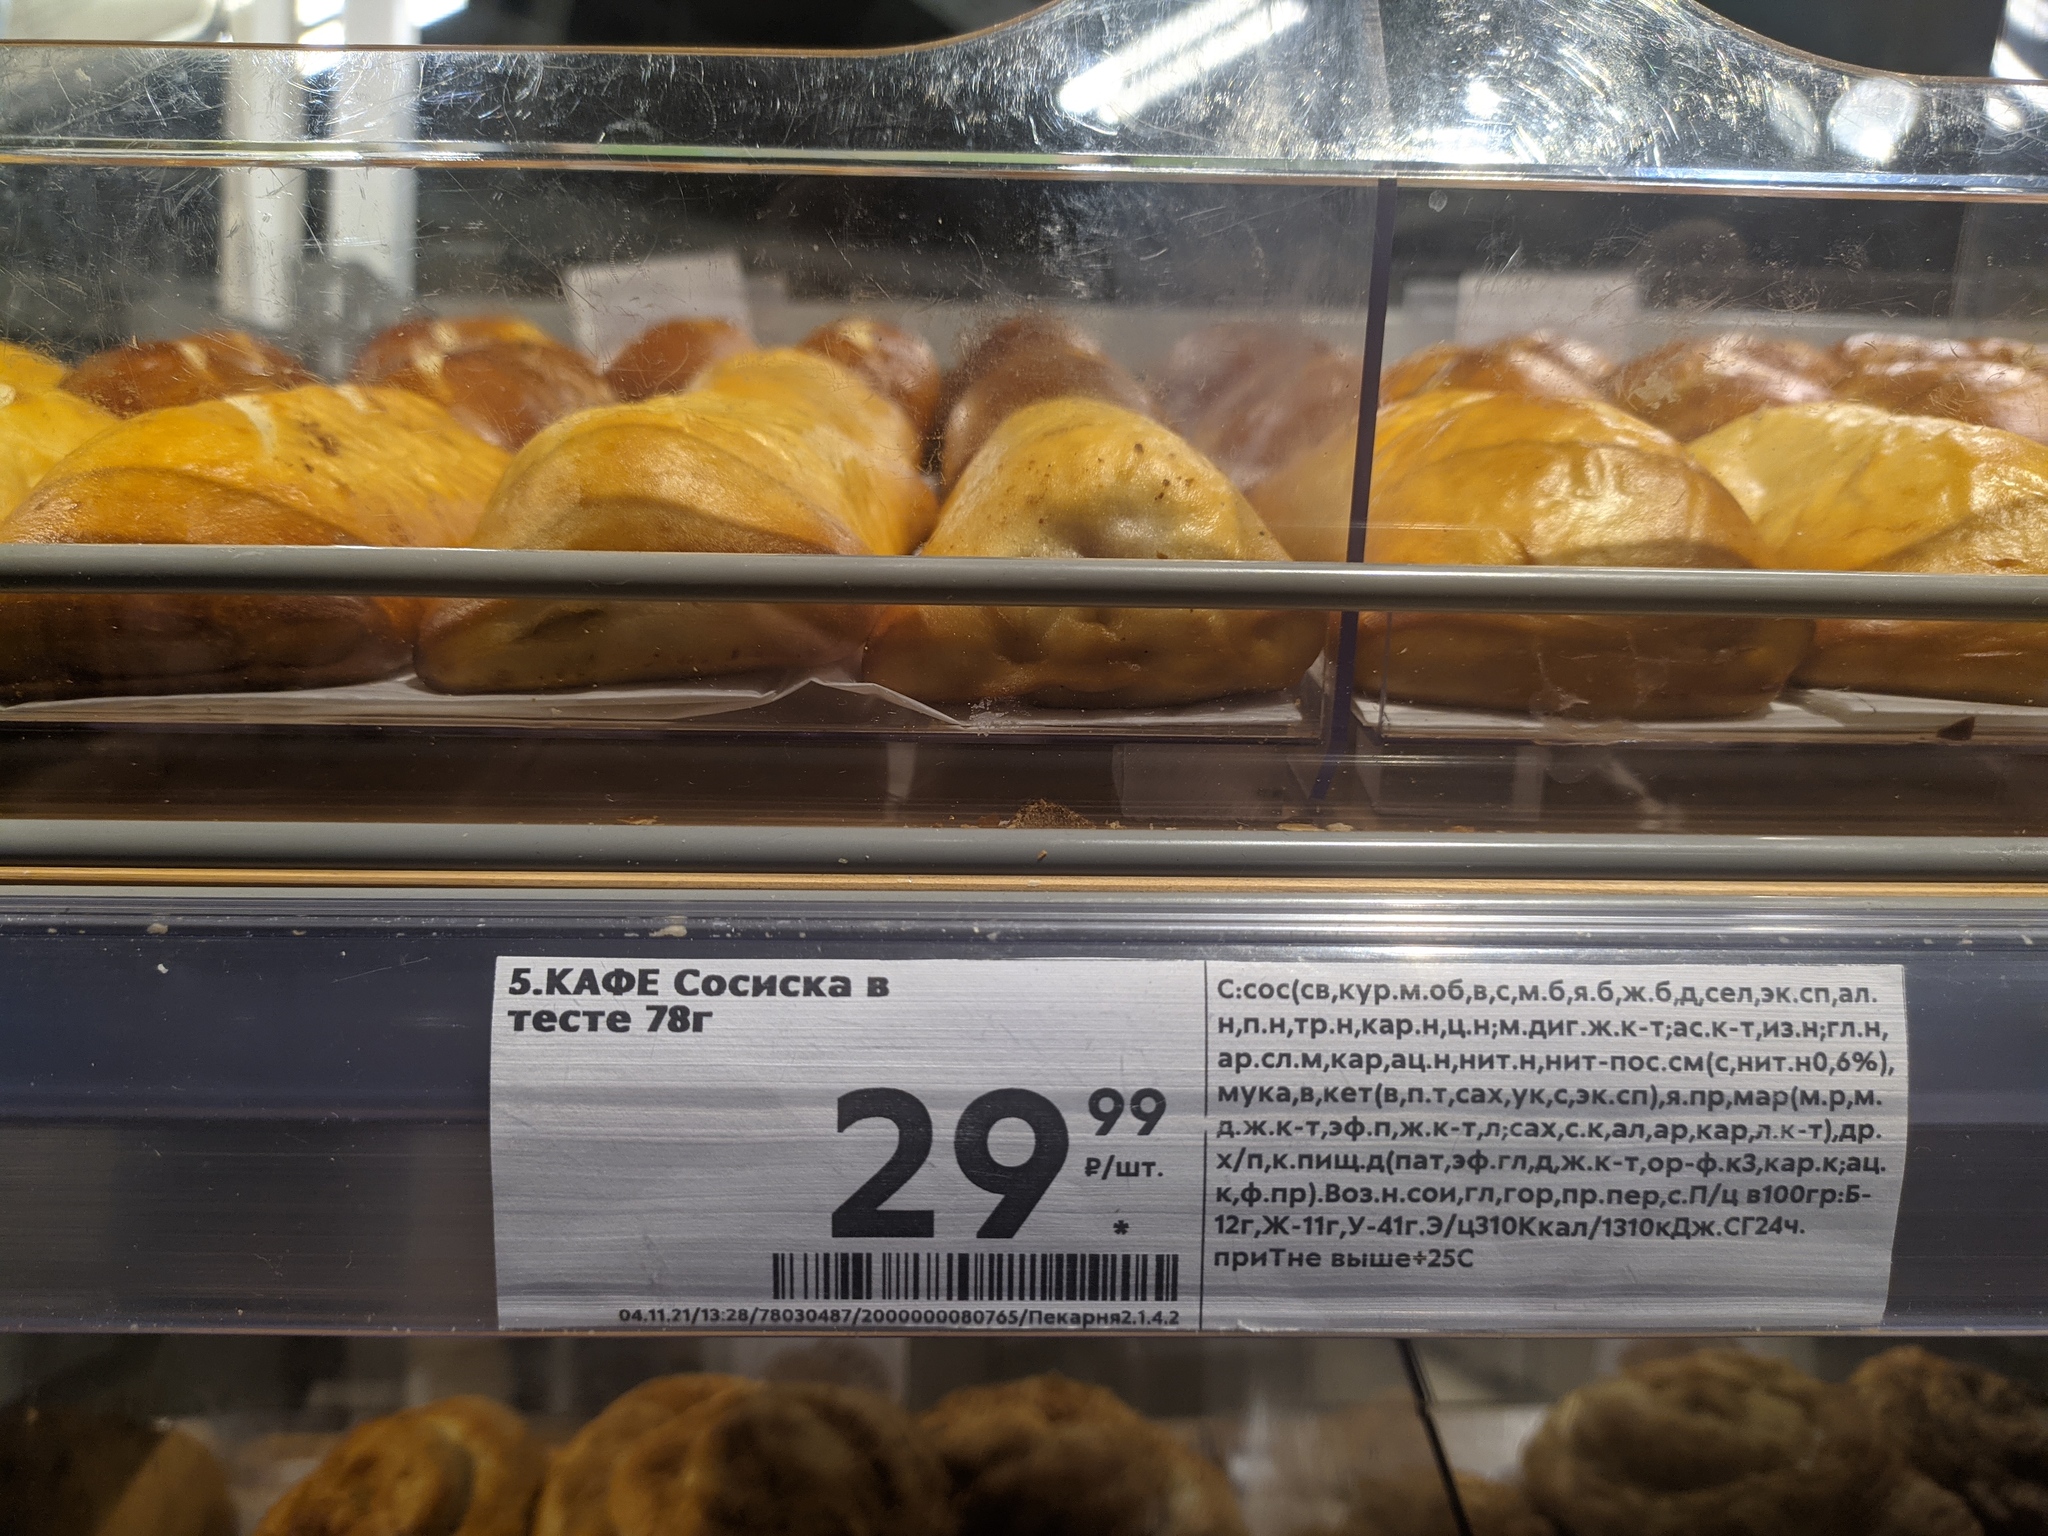 5.КАФЕ Сосиска в
тесте 78г
29 99
₽/шт.
*
04.11.21/13:28/78030487/2000000080765/Пекарня2.1.4.2
С:сос(св,кур.м.об,в,с,м.б,я.б,ж.б,д,сел,эк.сп,ал.
н,п.н,тр.н,кар.н,ц.н;м.диг.ж.к-т;ас.к-т,из.н;гл.н,
ар.сл.м,кар,ац.н,нит.н,нит-пос.см(с,нит.н0,6%),
мука,в,кет(в,п.т,сах,ук,с,эк.сп),я.пр,мар(м.р,м.
д.ж.к-т,эф.п,ж.к-т,л;сах,с.к,ал,ар,кар,л.к-т),др.
х/п,к.пищ.д(пат,эф.гл,д,ж.к-т,ор-ф.к3,кар.к;ац.
к,ф.пр).Воз.н.сои,гл,гор,пр.пер,с.П/ц в100гр:Б-
12г,Ж-11г,У-41г.Э/ц310Ккал/1310кДж.СГ24ч.
приТне выше+25С